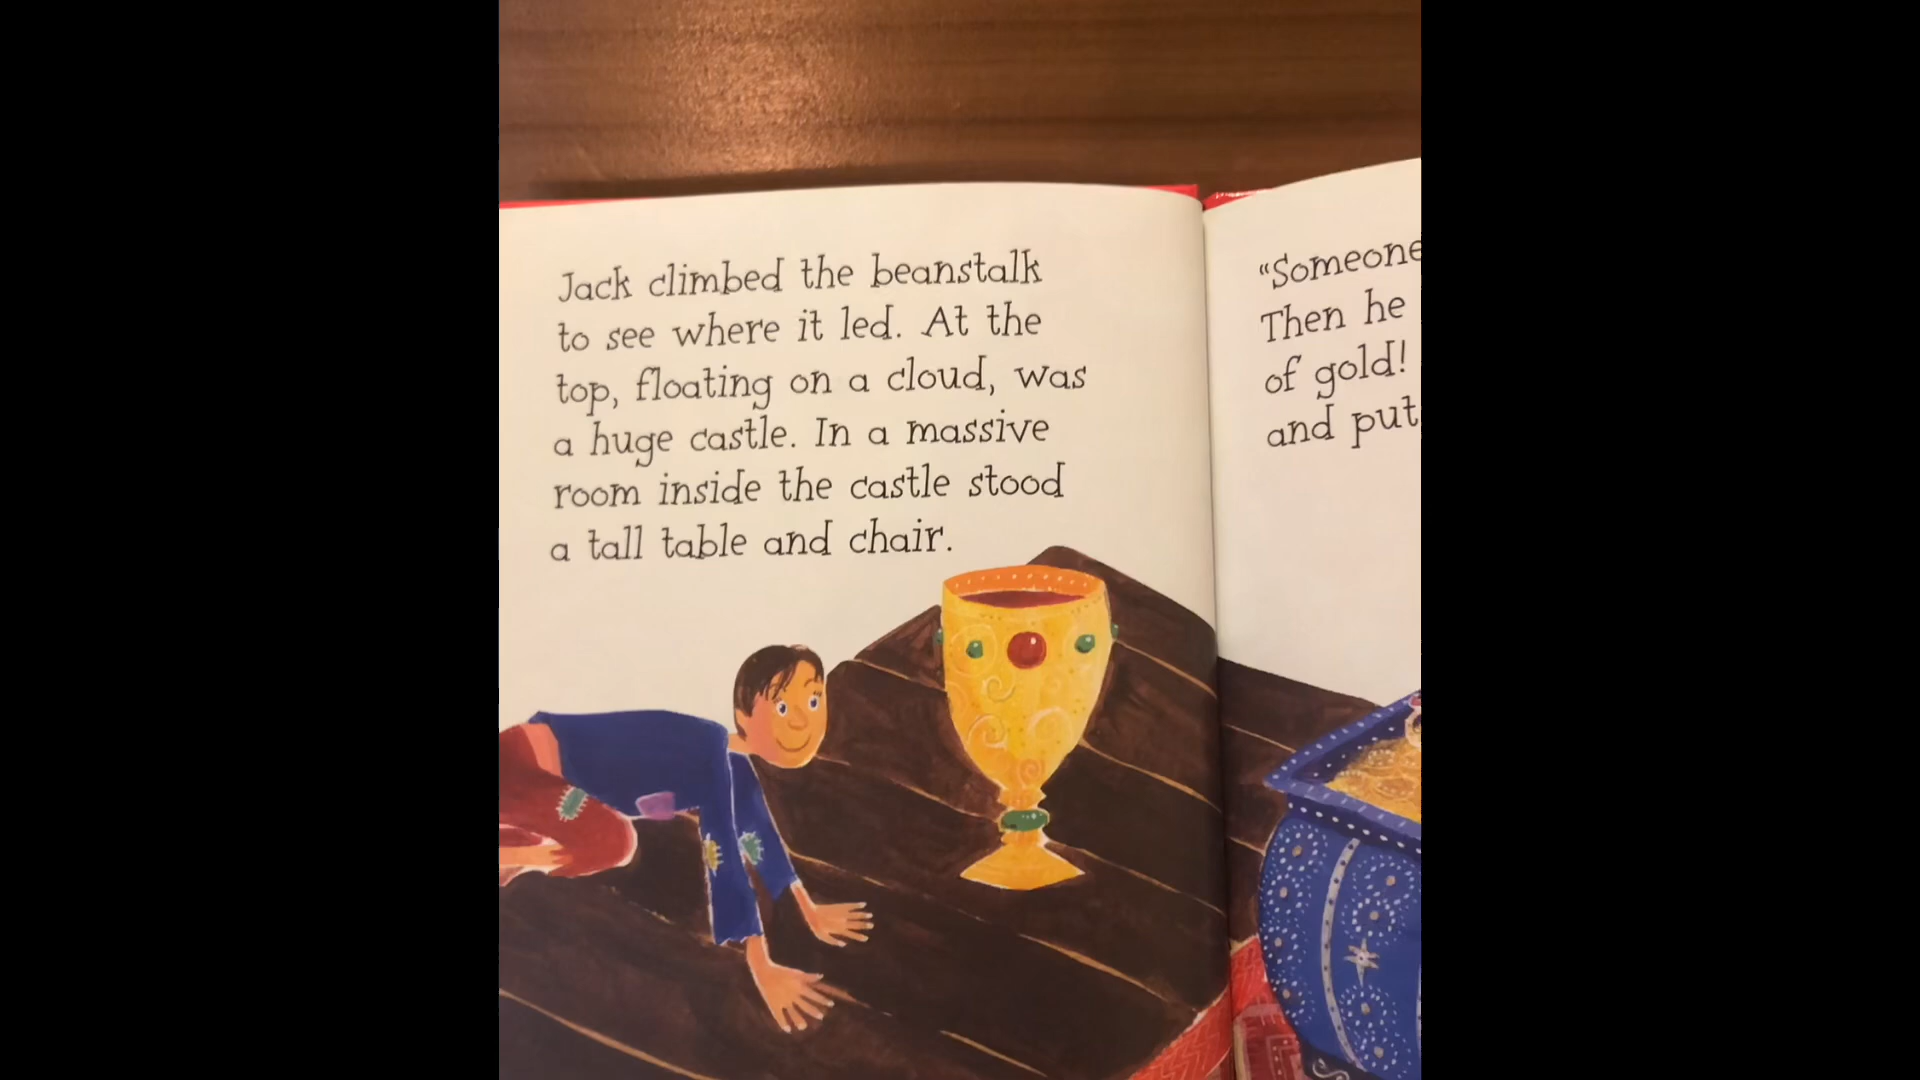 Jack climbed the beanstalk
to see where it led. At the
top, floating on a cloud, was
a huge castle. In a massive
room inside the castle stood
a tall table and chair.
“Someone
Then he
of gold!
and put